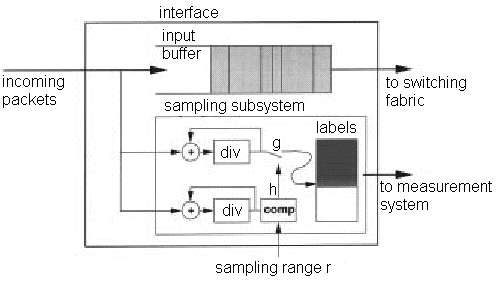 interface
input
buffer
incoming
packets
to switching
fabric
sampling subsystem
labels
+
div
g
h
+
div
comp
to measurement
system
sampling range r